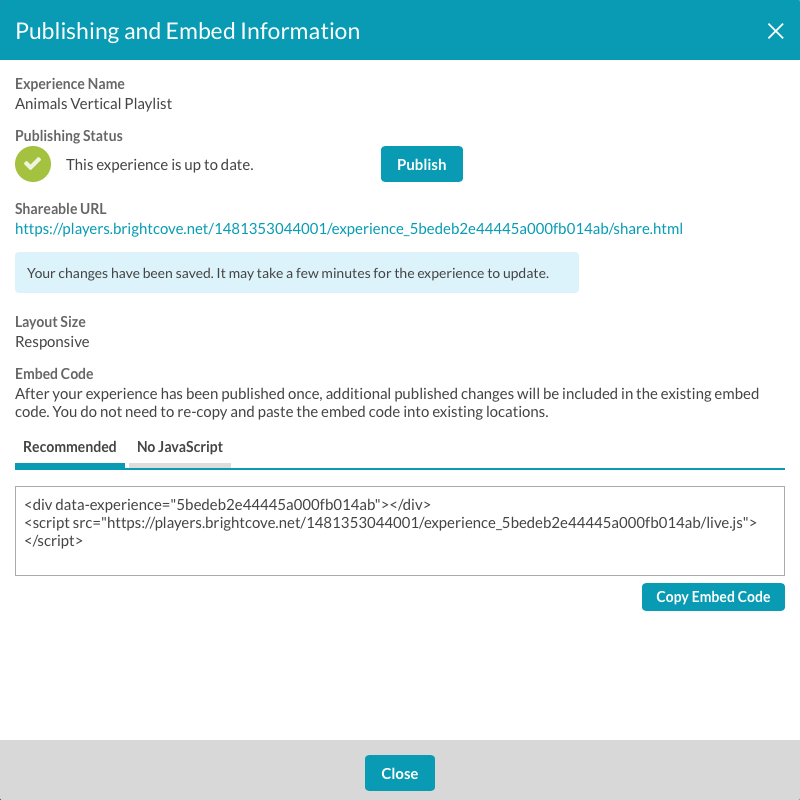 Publishing and Embed Information
Experience Name
Animals Vertical Playlist
Publishing Status
This experience is up to date.
Publish
Shareable URL
https://players.brightcove.net/1481353044001/experience_5bedeb2e44445a000fb014ab/share.html
Your changes have been saved. It may take a few minutes for the experience to update.
Layout Size
Responsive
Embed Code
After your experience has been published once, additional published changes will be included in the existing embed
code. You do not need to re-copy and paste the embed code into existing locations.
Recommended No JavaScript
<div data-experience="5bedeb2e44445a000fb014ab"></div>
<script src="https://players.brightcove.net/1481353044001/experience_5bedeb2e44445a000fb014ab/live.js">
</script>
Copy Embed Code
Close